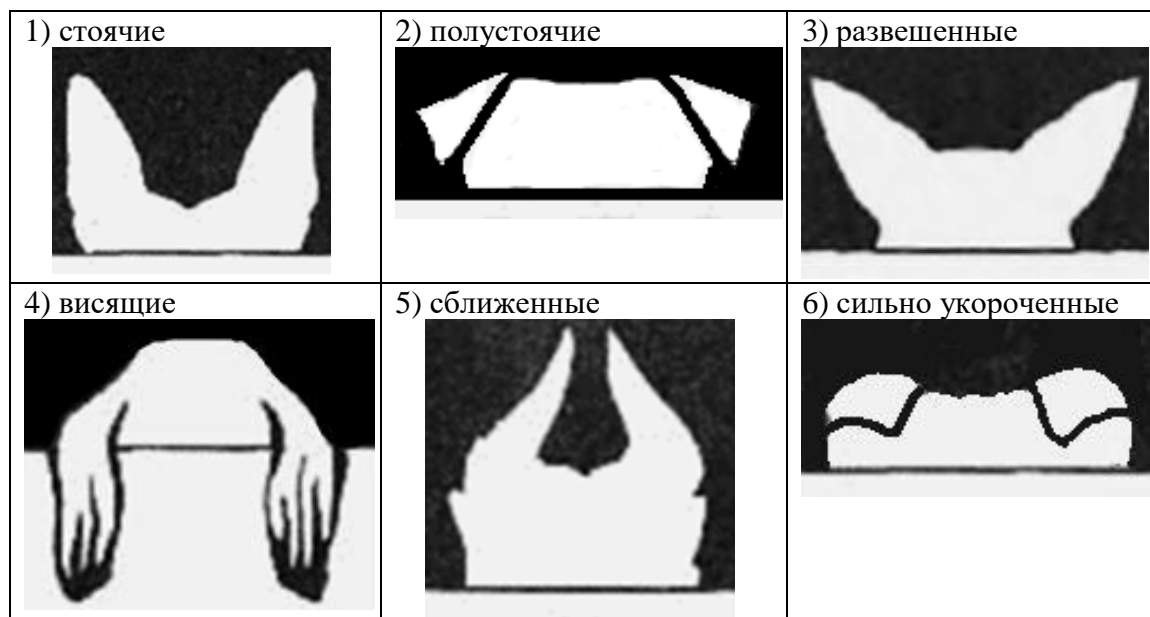 1) стоячие
2) полустоячие
3) развешенные
4) висящие
5) сближенные
6) сильно укороченные